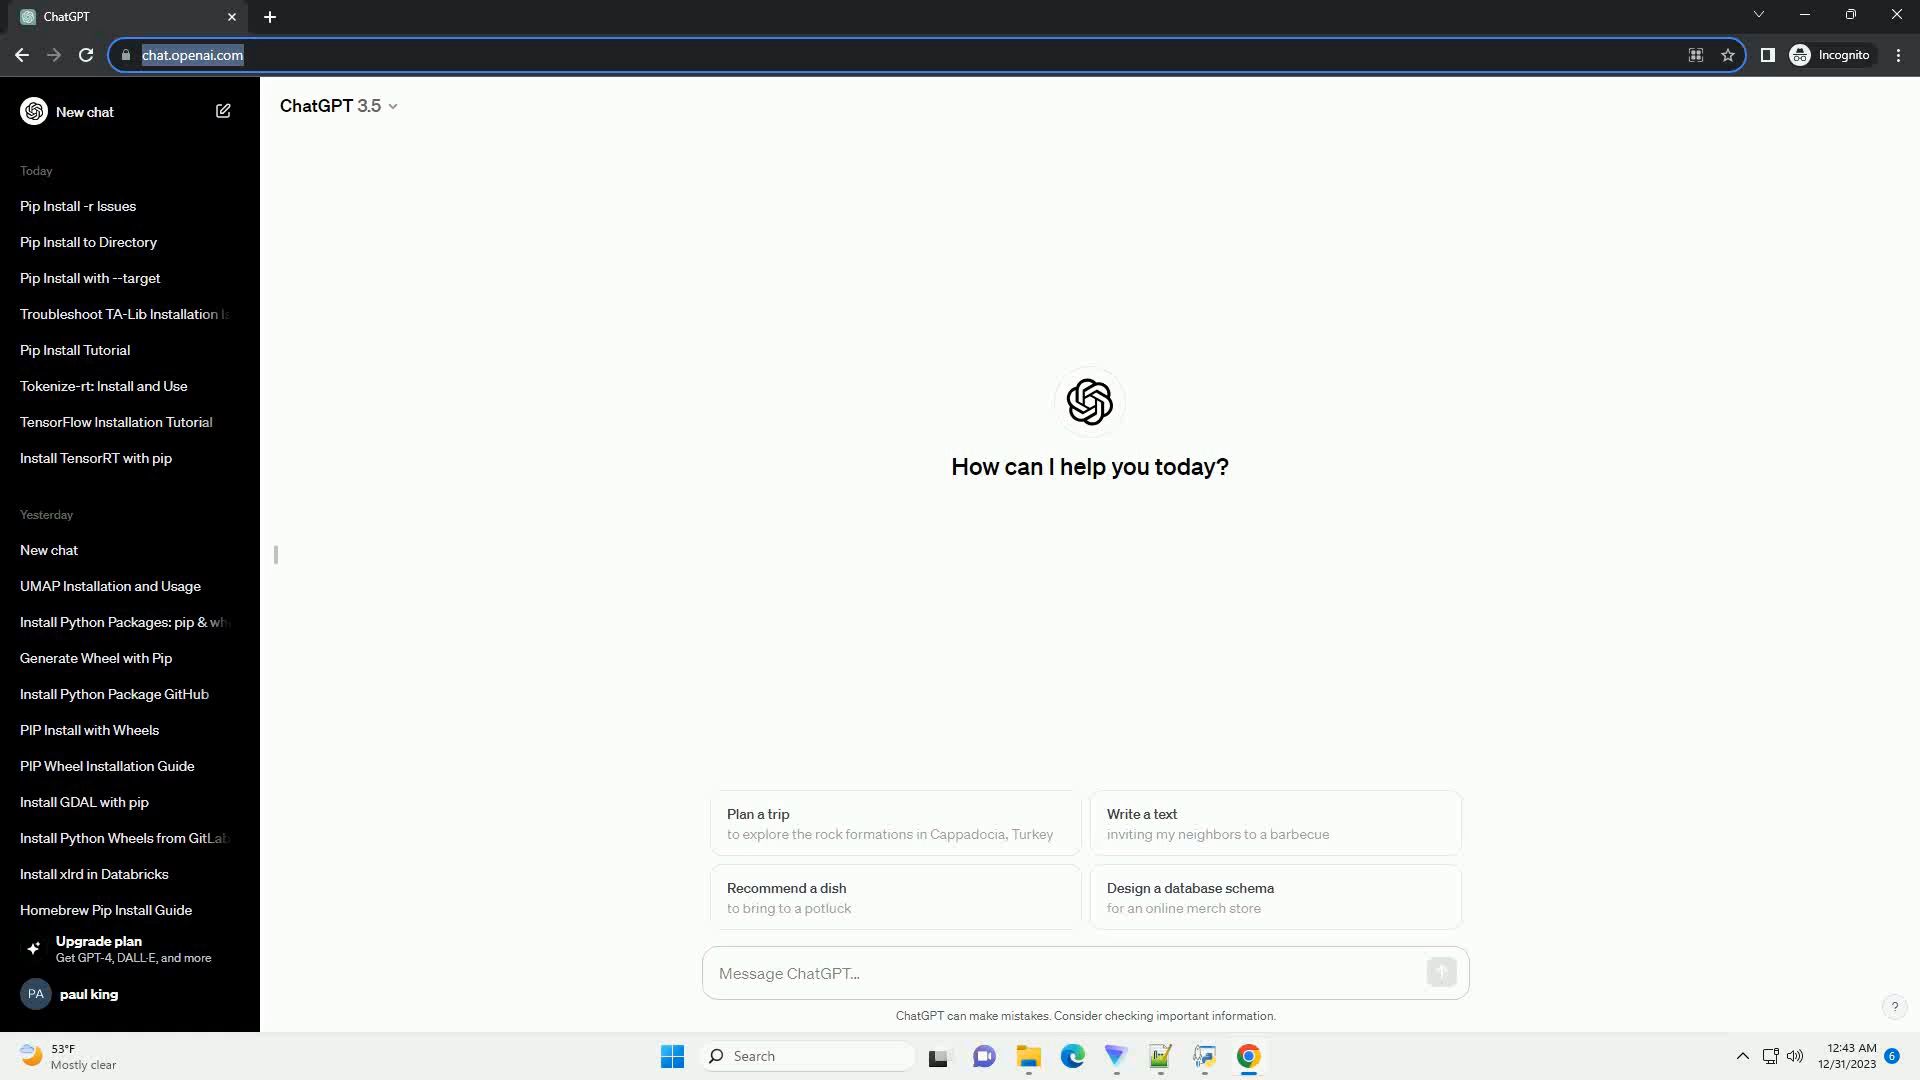 ChatGPT
chat.openai.com
Incognito
New chat
ChatGPT 3.5
Today
Pip Install -r Issues
Pip Install to Directory
Pip Install with --target
Troubleshoot TA-Lib Installation
Pip Install Tutorial
Tokenize-rt: Install and Use
TensorFlow Installation Tutorial
Install TensorRT with pip
Yesterday
New chat
UMAP Installation and Usage
Install Python Packages: pip &
Generate Wheel with Pip
Install Python Package GitHub
PIP Install with Wheels
PIP Wheel Installation Guide
Install GDAL with pip
Install Python Wheels from GitLab
Install xlrd in Databricks
Homebrew Pip Install Guide
Upgrade plan
Get GPT-4, DALL·E, and more
PA paul king
How can I help you today?
Plan a trip
to explore the rock formations in Cappadocia, Turkey
Write a text
inviting my neighbors to a barbecue
Recommend a dish
to bring to a potluck
Design a database schema
for an online merch store
Message ChatGPT...
ChatGPT can make mistakes. Consider checking important information.
?
53°F
Mostly clear
Search
12:43 AM
12/31/2023
6